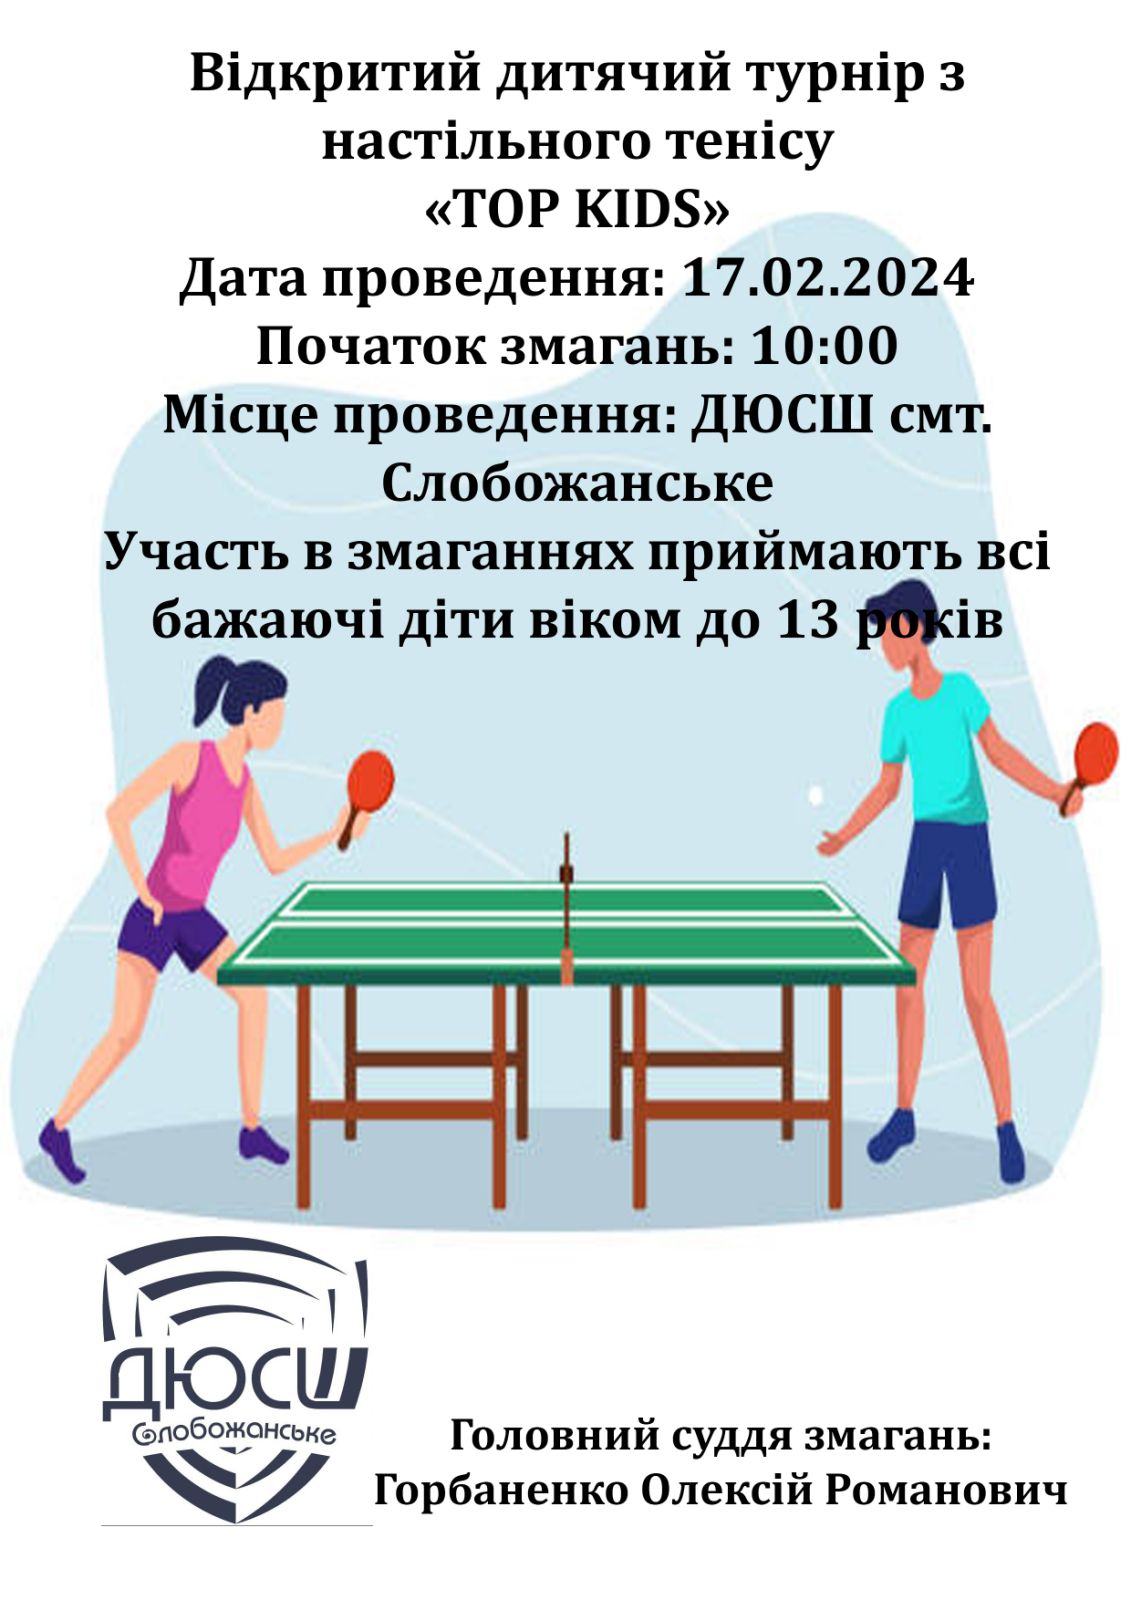 Відкритий дитячий турнір з
настільного тенісу
«TOP KIDS»
Дата проведення: 17.02.2024
Початок змагань: 10:00
Місце проведення: ДЮСШ смт.
Слобожанське
Участь в змаганнях приймають всі
бажаючі діти віком до 13 років
ДЮСШ
Слобожанське
Головний суддя змагань:
Горбаненко Олексій Романович